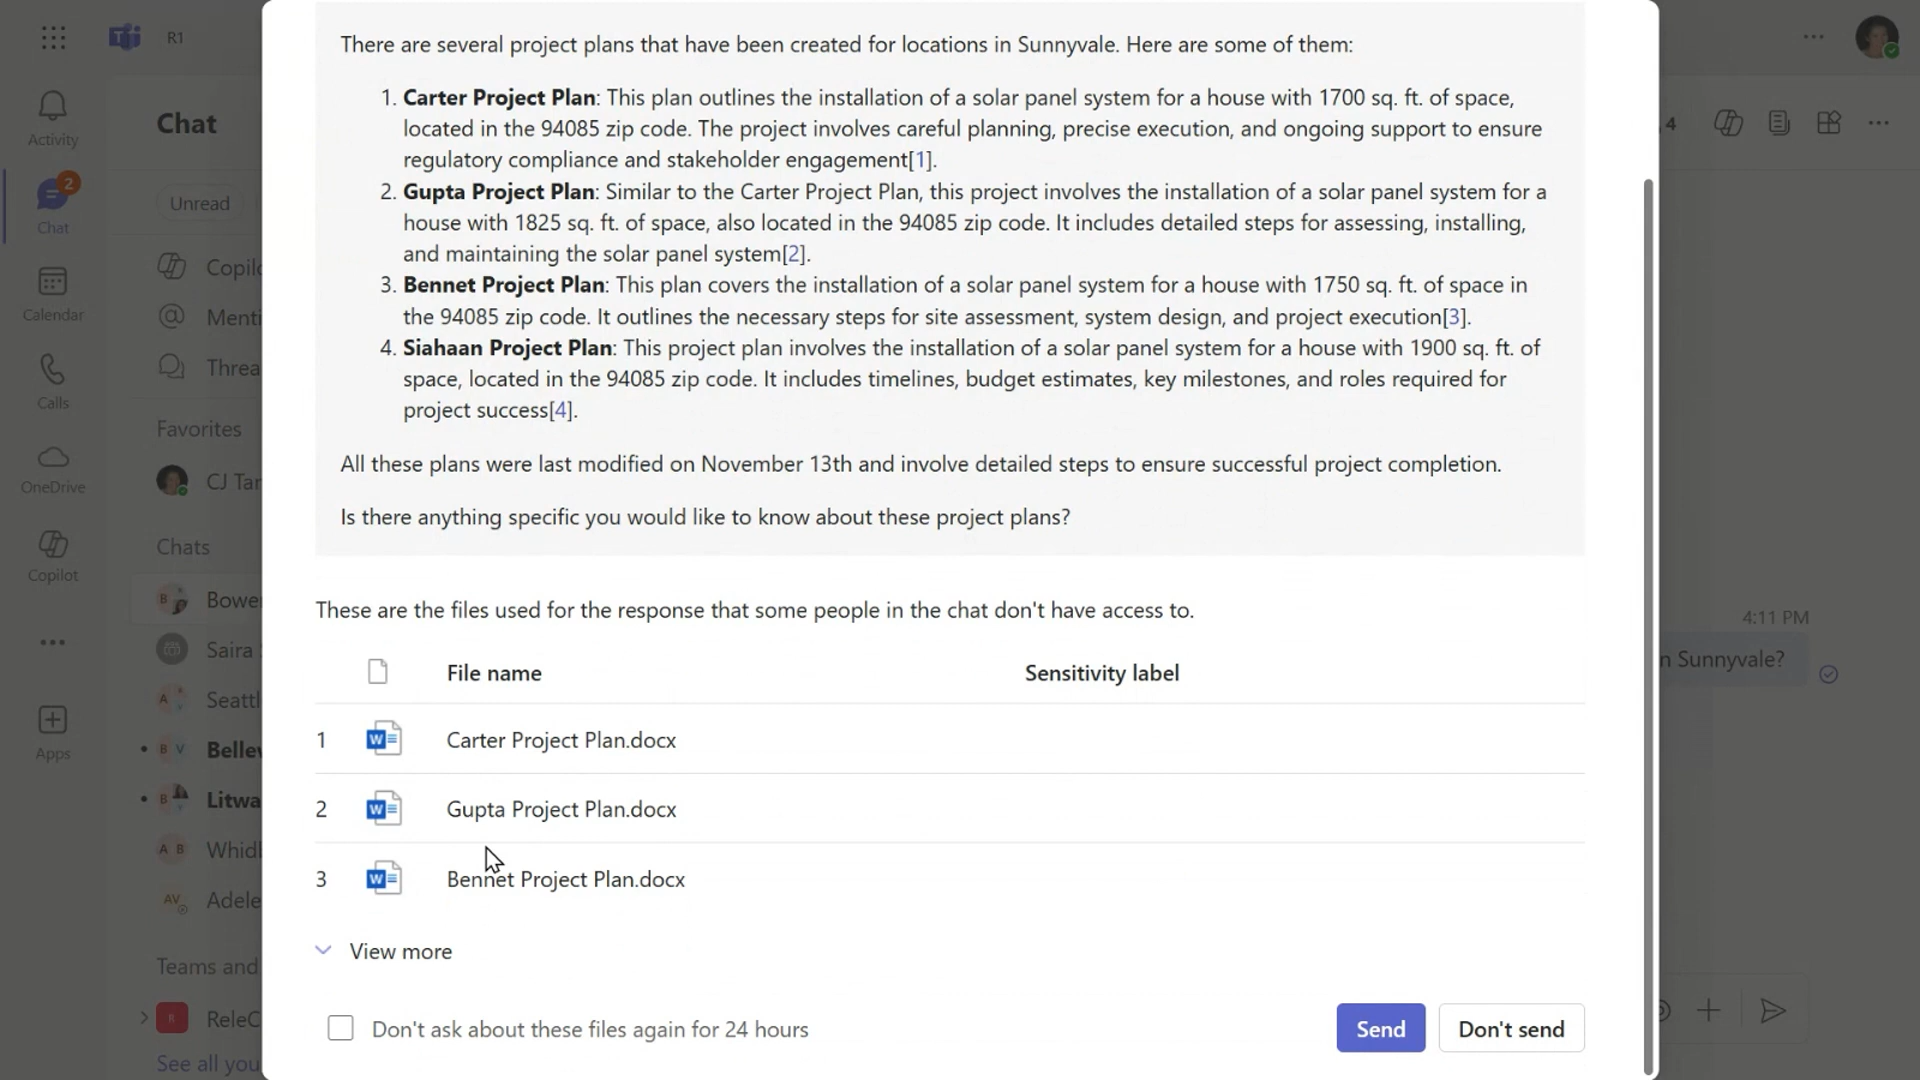 R1
There are several project plans that have been created for locations in Sunnyvale. Here are some of them:
1. Carter Project Plan: This plan outlines the installation of a solar panel system for a house with 1700 sq. ft. of space,
located in the 94085 zip code. The project involves careful planning, precise execution, and ongoing support to ensure
regulatory compliance and stakeholder engagement[1].
2. Gupta Project Plan: Similar to the Carter Project Plan, this project involves the installation of a solar panel system for a
house with 1825 sq. ft. of space, also located in the 94085 zip code. It includes detailed steps for assessing, installing,
and maintaining the solar panel system[2].
3. Bennet Project Plan: This plan covers the installation of a solar panel system for a house with 1750 sq. ft. of space in
the 94085 zip code. It outlines the necessary steps for site assessment, system design, and project execution[3].
4. Siahaan Project Plan: This project plan involves the installation of a solar panel system for a house with 1900 sq. ft. of
space, located in the 94085 zip code. It includes timelines, budget estimates, key milestones, and roles required for
project success[4].
All these plans were last modified on November 13th and involve detailed steps to ensure successful project completion.
Is there anything specific you would like to know about these project plans?
These are the files used for the response that some people in the chat don't have access to.
File name Sensitivity label
1 Carter Project Plan.docx
2 Gupta Project Plan.docx
3 Bennet Project Plan.docx
View more
Don't ask about these files again for 24 hours
Send
Don't send
Activity
2
Chat
Calendar
Calls
OneDrive
Copilot
Apps
Chat
Unread
Copilo
Menti
Threa
Favorites
CJ Tar
Chats
B Bower
Saira
A Seattl
B V Bellev
B Litwa
A B Whidb
AV Adele
Teams and
R ReleC
See all you
4
4:11 PM
n Sunnyvale?